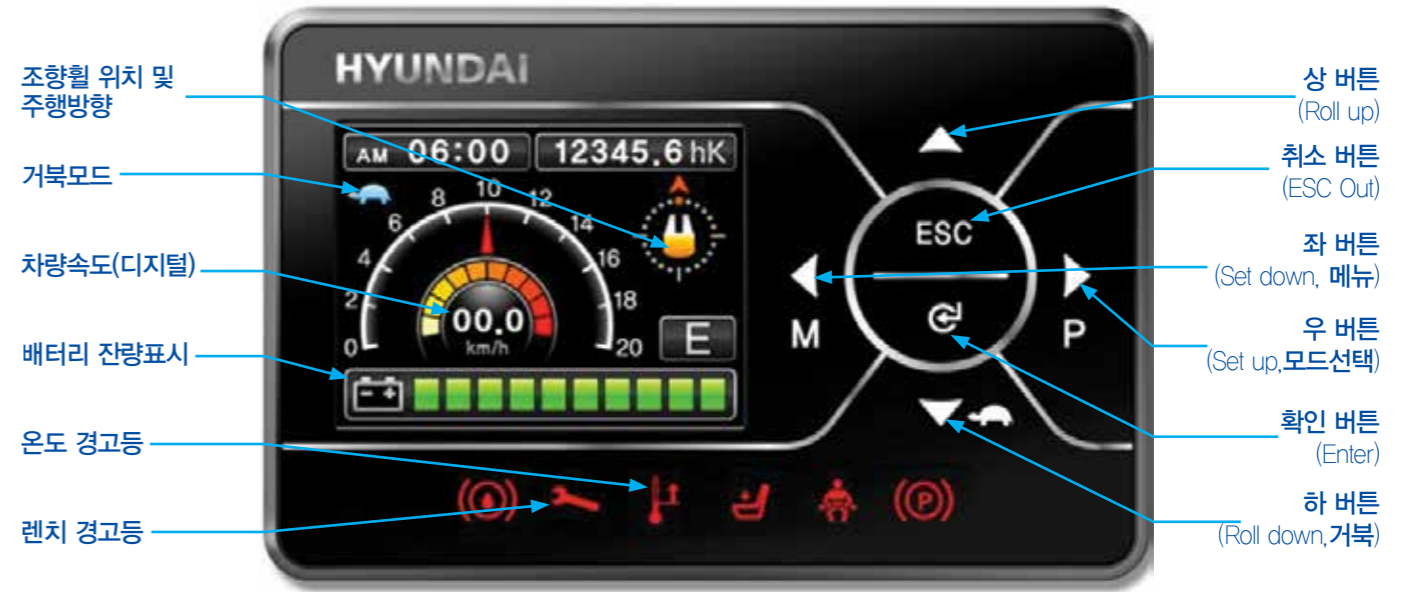 HYUNDAI
조향휠 위치 및
주행방향
거북모드
차량속도(디지털)
배터리 잔량표시
온도 경고등
렌치 경고등
AM 06:00
12345.6 hK
0
2
4
6
8
10
12
14
16
18
20
00.0
km/h
E
ESC
M
P
(P)
상 버튼
(Roll up)
취소 버튼
(ESC Out)
좌 버튼
(Set down, 메뉴)
우 버튼
(Set up,모드선택)
확인 버튼
(Enter)
하 버튼
(Roll down,거북)